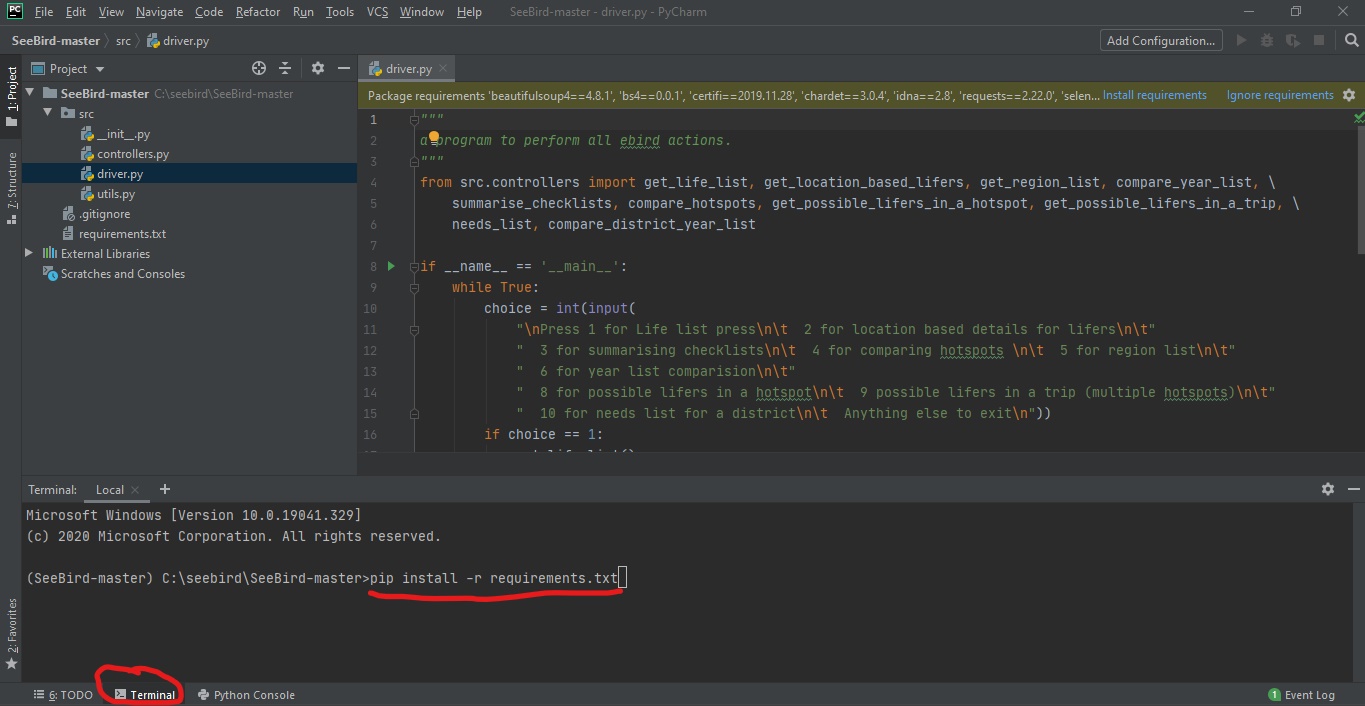 PC File Edit View Navigate Code Refactor Run Tools VCS Window Help SeeBird-master - driver.py - PyCharm
SeeBird-master src driver.py Add Configuration...
1: Project
Z: Structure
2: Favorites
Project
SeeBird-master C:\seebird\SeeBird-master
src
__init__.py
controllers.py
driver.py
utils.py
.gitignore
requirements.txt
External Libraries
Scratches and Consoles
driver.py
Package requirements 'beautifulsoup4==4.8.1', 'bs4==0.0.1', 'certifi==2019.11.28', 'chardet==3.0.4', 'idna==2.8', 'requests==2.22.0', 'selen... Install requirements Ignore requirements
1 """
2 a program to perform all ebird actions.
3 """
4 from src.controllers import get_life_list, get_location_based_lifers, get_region_list, compare_year_list, \
5 summarise_checklists, compare_hotspots, get_possible_lifers_in_a_hotspot, get_possible_lifers_in_a_trip, \
6 needs_list, compare_district_year_list
7
8 if __name__ == '__main__':
9 while True:
10 choice = int(input(
11 "\nPress 1 for Life list press\n\t  2 for location based details for lifers\n\t"
12 "  3 for summarising checklists\n\t  4 for comparing hotspots \n\t  5 for region list\n\t"
13 "  6 for year list comparision\n\t"
14 "  8 for possible lifers in a hotspot\n\t  9 possible lifers in a trip (multiple hotspots)\n\t"
15 "  10 for needs list for a district\n\t  Anything else to exit\n"))
16 if choice == 1:
Terminal: Local +
Microsoft Windows [Version 10.0.19041.329]
(c) 2020 Microsoft Corporation. All rights reserved.
(SeeBird-master) C:\seebird\SeeBird-master>pip install -r requirements.txt
6: TODO Terminal Python Console 1 Event Log